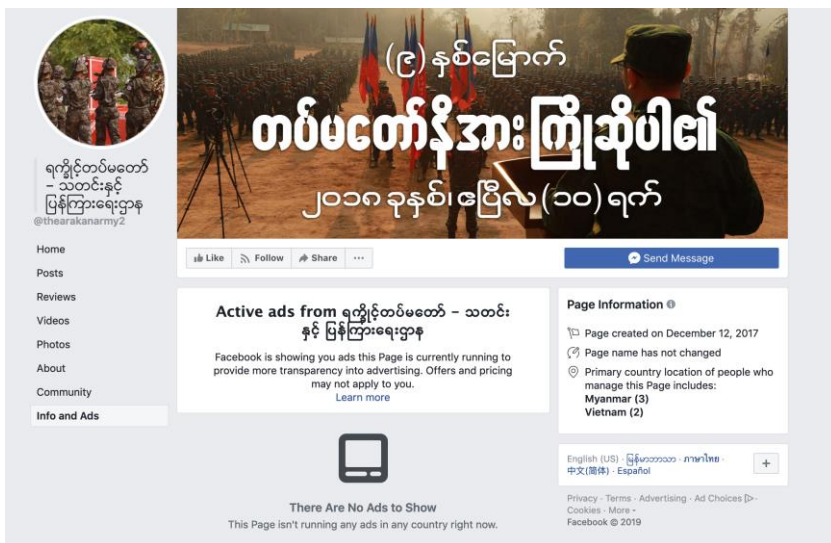 (၉) နှစ်မြောက်
တပ်မတော်နေ့အား ကြိုဆိုပါ၏
၂၀၁၈ ခုနှစ်၊ ဧပြီလ (၁၀) ရက်
ရက္ခိုင့်တပ်မတော်
– သတင်းနှင့်
ပြန်ကြားရေးဌာန
@thearakanarmy2
Home
Posts
Reviews
Videos
Photos
About
Community
Info and Ads
Like Follow Share ···
Send Message
Active ads from ရက္ခိုင့်တပ်မတော် – သတင်း
နှင့် ပြန်ကြားရေးဌာန
Facebook is showing you ads this Page is currently running to
provide more transparency into advertising. Offers and pricing
may not apply to you.
Learn more
There Are No Ads to Show
This Page isn't running any ads in any country right now.
Page Information
Page created on December 12, 2017
Page name has not changed
Primary country location of people who
manage this Page includes:
Myanmar (3)
Vietnam (2)
English (US) · မြန်မာဘာသာ · ภาษาไทย ·
中文(简体) · Español
Privacy · Terms · Advertising · Ad Choices ·
Cookies · More
Facebook © 2019